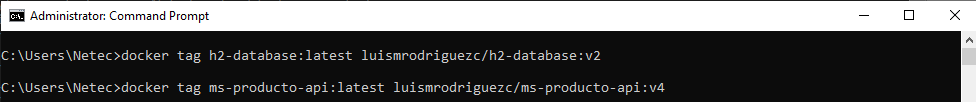 Administrator: Command Prompt
C:\Users\Netec>docker tag h2-database:latest luismrodriguezc/h2-database:v2
C:\Users\Netec>docker tag ms-producto-api:latest luismrodriguezc/ms-producto-api:v4